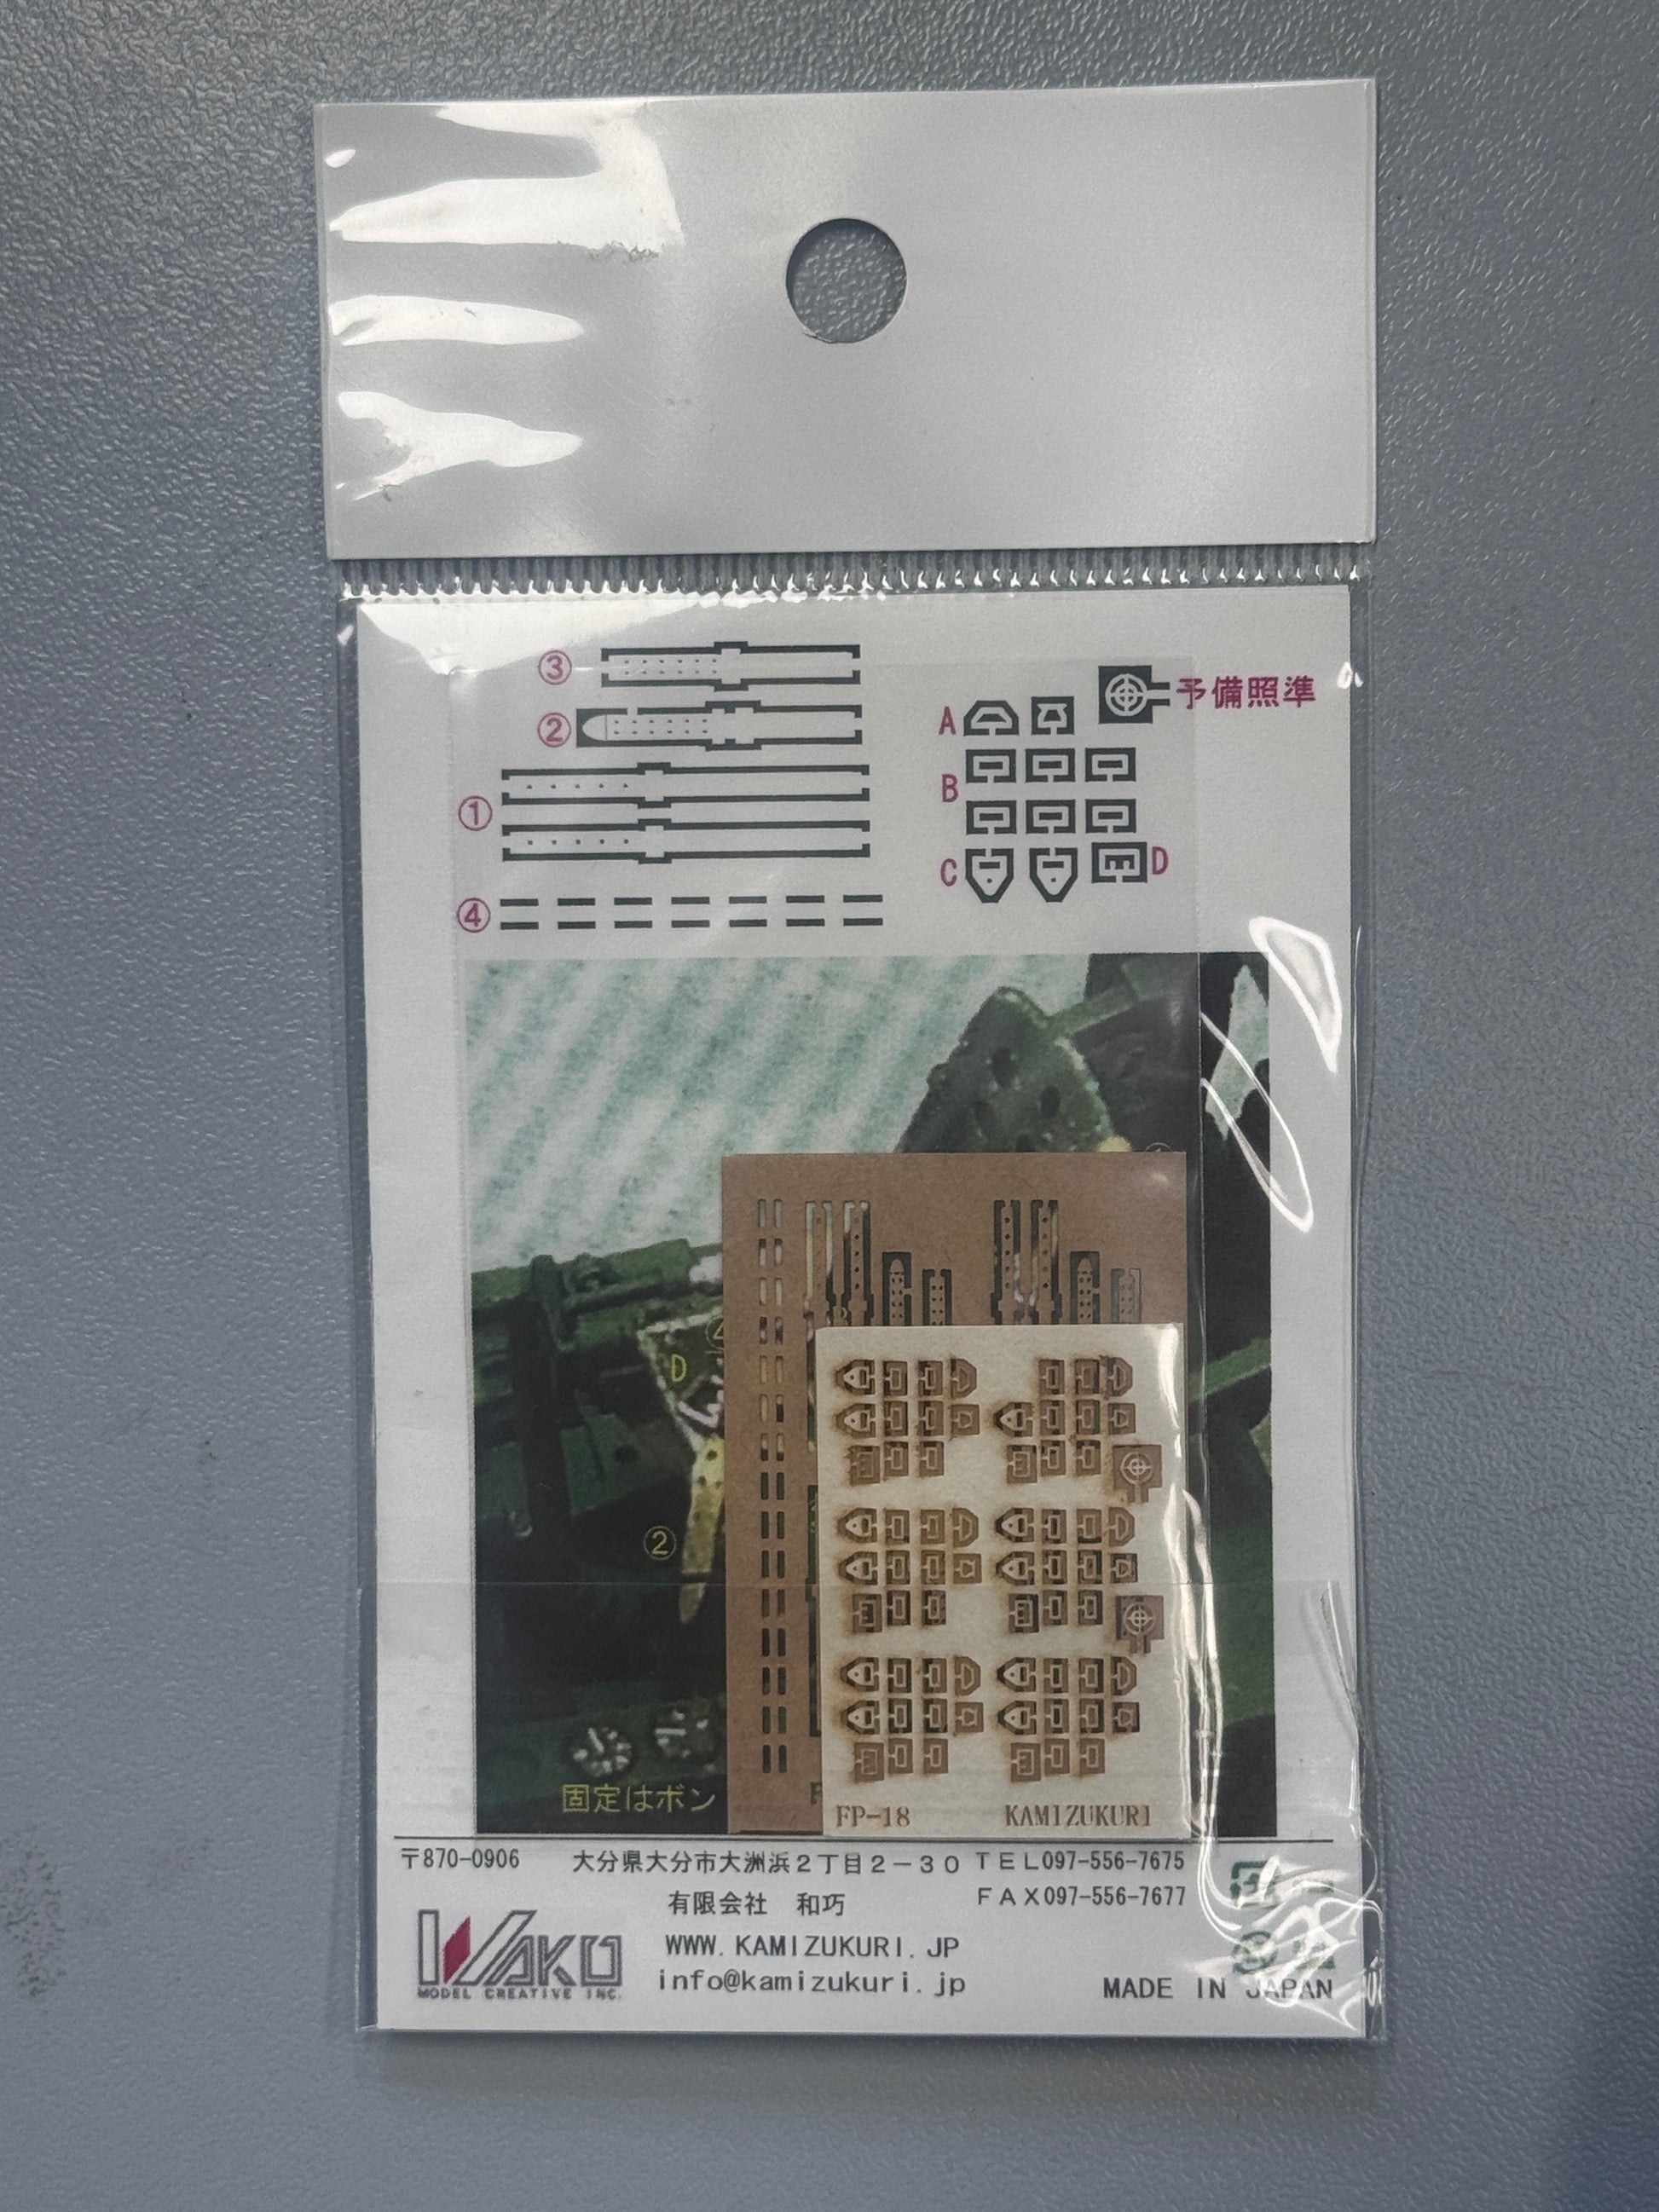 ③
② 予備照準
A
B
①
C D
④
④
D
②
固定はボン
FP-18 KAMIZUKURI
〒870-0906 大分県大分市大洲浜２丁目２－３０ ＴＥＬ097-556-7675
有限会社 和巧 ＦＡＸ097-556-7677
WAKO
MODEL CREATIVE INC.
WWW.KAMIZUKURI.JP
info@kamizukuri.jp
MADE IN JAPAN